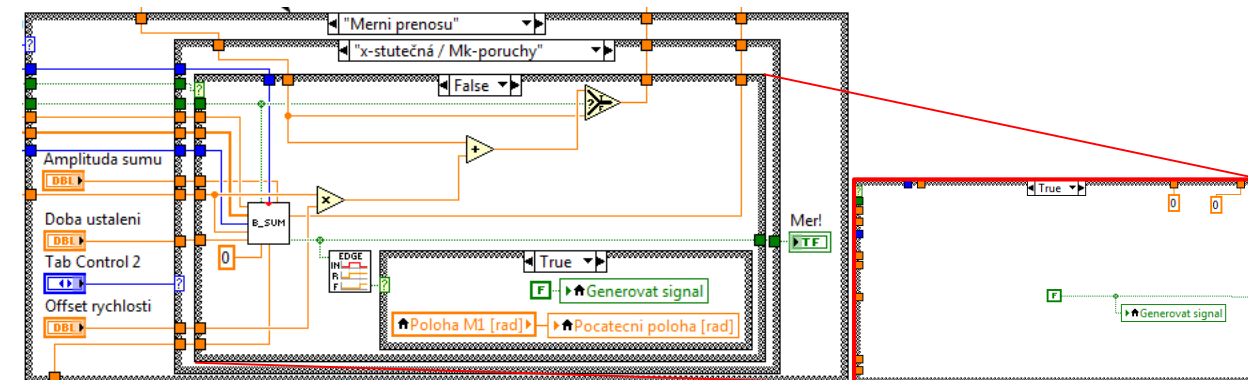 "Merni prenosu"
"x-stutečná / Mk-poruchy"
?
False
?
?
Amplituda sumu
DBL
+
×
Doba ustaleni
DBL
B_SUM
0
Mer!
TF
Tab Control 2
?
EDGE
IN
R
F
?
True
F
Generovat signal
Offset rychlosti
DBL
Poloha M1 [rad]
Pocatecni poloha [rad]
True
?
0
0
F
Generovat signal